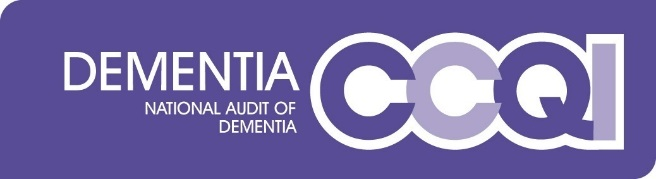 DEMENTIA
NATIONAL AUDIT OF
DEMENTIA
CCQI